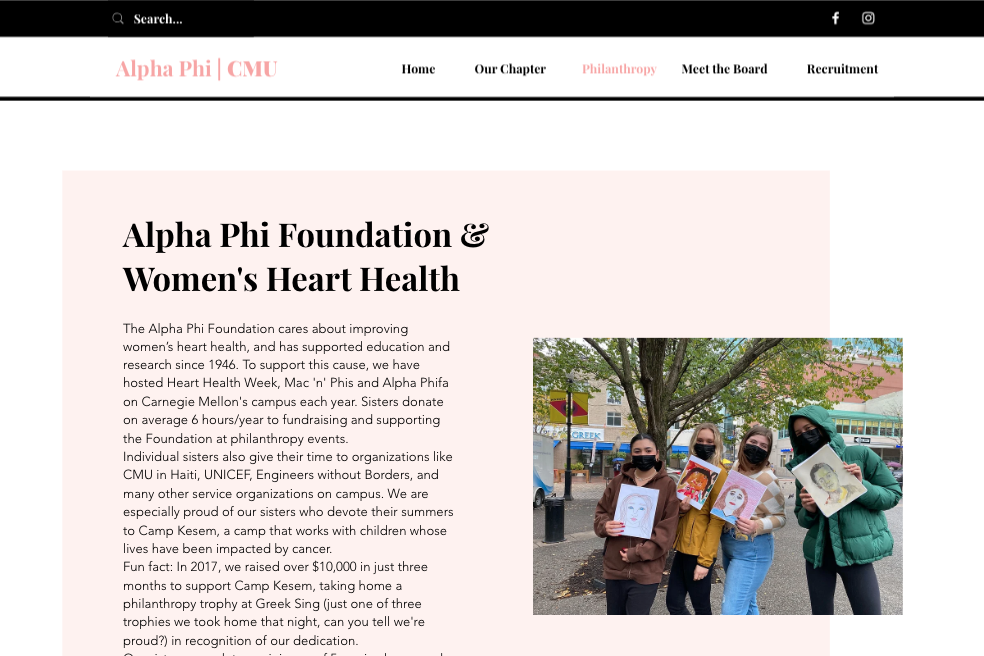 Search...
Alpha Phi | CMU
Home
Our Chapter
Philanthropy
Meet the Board
Recruitment
Alpha Phi Foundation &
Women's Heart Health
The Alpha Phi Foundation cares about improving
women’s heart health, and has supported education and
research since 1946. To support this cause, we have
hosted Heart Health Week, Mac 'n' Phis and Alpha Phifa
on Carnegie Mellon's campus each year. Sisters donate
on average 6 hours/year to fundraising and supporting
the Foundation at philanthropy events.
Individual sisters also give their time to organizations like
CMU in Haiti, UNICEF, Engineers without Borders, and
many other service organizations on campus. We are
especially proud of our sisters who devote their summers
to Camp Kesem, a camp that works with children whose
lives have been impacted by cancer.
Fun fact: In 2017, we raised over $10,000 in just three
months to support Camp Kesem, taking home a
philanthropy trophy at Greek Sing (just one of three
trophies we took home that night, can you tell we're
proud?) in recognition of our dedication.
GREEK